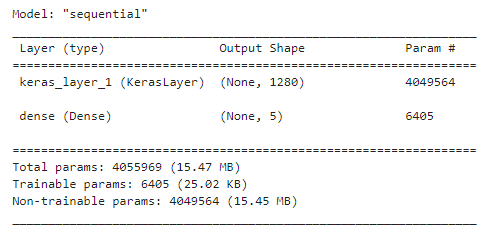 Model: "sequential"
_________________________________________________________________
Layer (type) Output Shape Param #
=================================================================
keras_layer_1 (KerasLayer) (None, 1280) 4049564
dense (Dense) (None, 5) 6405
=================================================================
Total params: 4055969 (15.47 MB)
Trainable params: 6405 (25.02 KB)
Non-trainable params: 4049564 (15.45 MB)
_________________________________________________________________